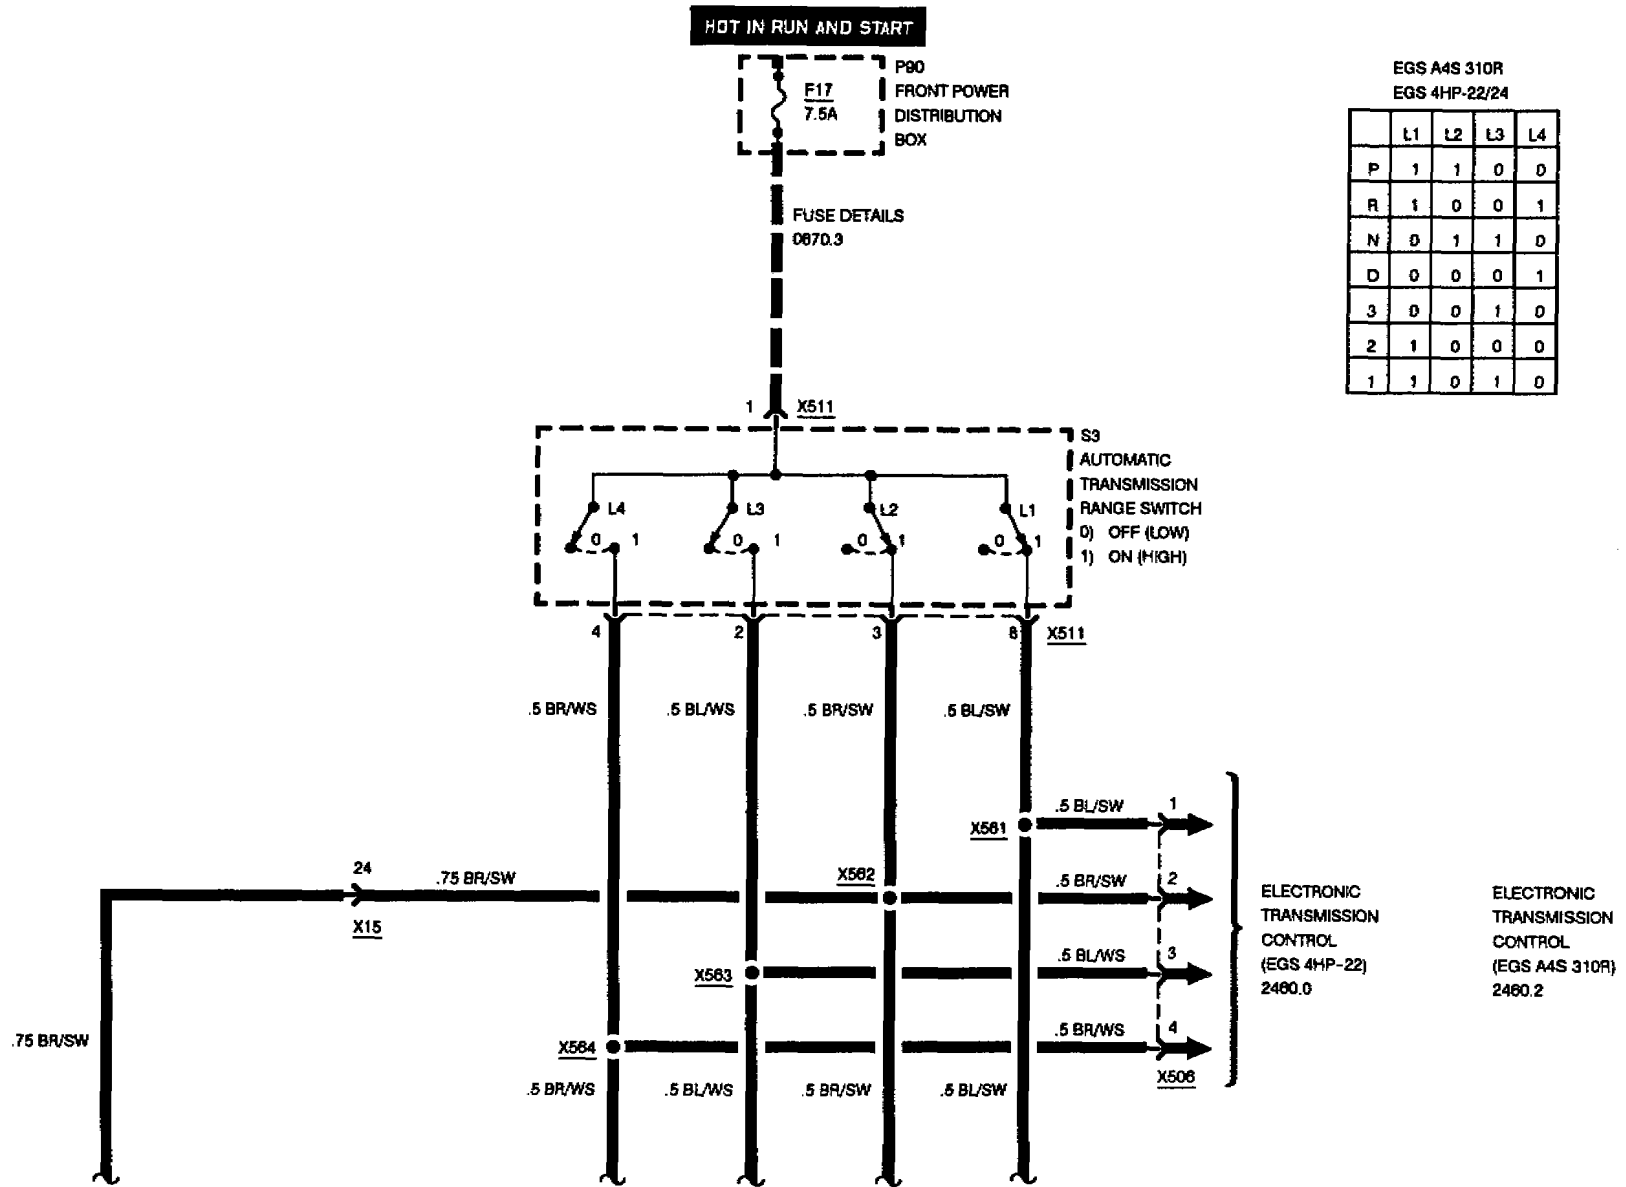 HOT IN RUN AND START
F17
7.5A
P90
FRONT POWER
DISTRIBUTION
BOX
FUSE DETAILS
0670.3
EGS A4S 310R
EGS 4HP-22/24
L1 L2 L3 L4
P 1 1 0 0
R 1 0 0 1
N 0 1 1 0
D 0 0 0 1
3 0 0 1 0
2 1 0 0 0
1 1 0 1 0
1 X511
S3
AUTOMATIC
TRANSMISSION
RANGE SWITCH
0) OFF (LOW)
1) ON (HIGH)
L4 L3 L2 L1
0 1 0 1 0 1 0 1
4 2 3 8 X511
.5 BR/WS .5 BL/WS .5 BR/SW .5 BL/SW
.5 BL/SW 1
X561
24
.75 BR/SW
X15
X562
.5 BR/SW 2
X563
.5 BL/WS 3
X564
.5 BR/WS 4
X506
.75 BR/SW
.5 BR/WS .5 BL/WS .5 BR/SW .5 BL/SW
ELECTRONIC
TRANSMISSION
CONTROL
(EGS 4HP-22)
2460.0
ELECTRONIC
TRANSMISSION
CONTROL
(EGS A4S 310R)
2460.2